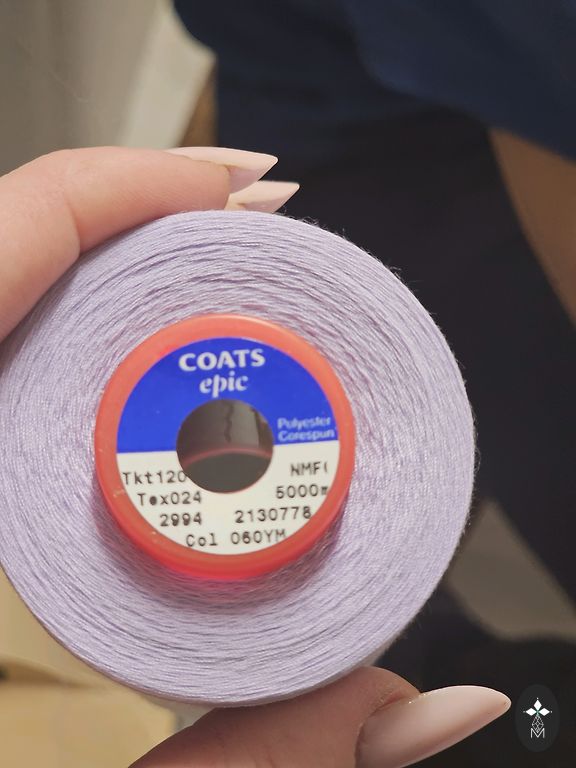 COATS
epic
Polyester
Corespun
Tkt120 NMF(
Tex024 5000m
2994 2130778
Col 060YM
M